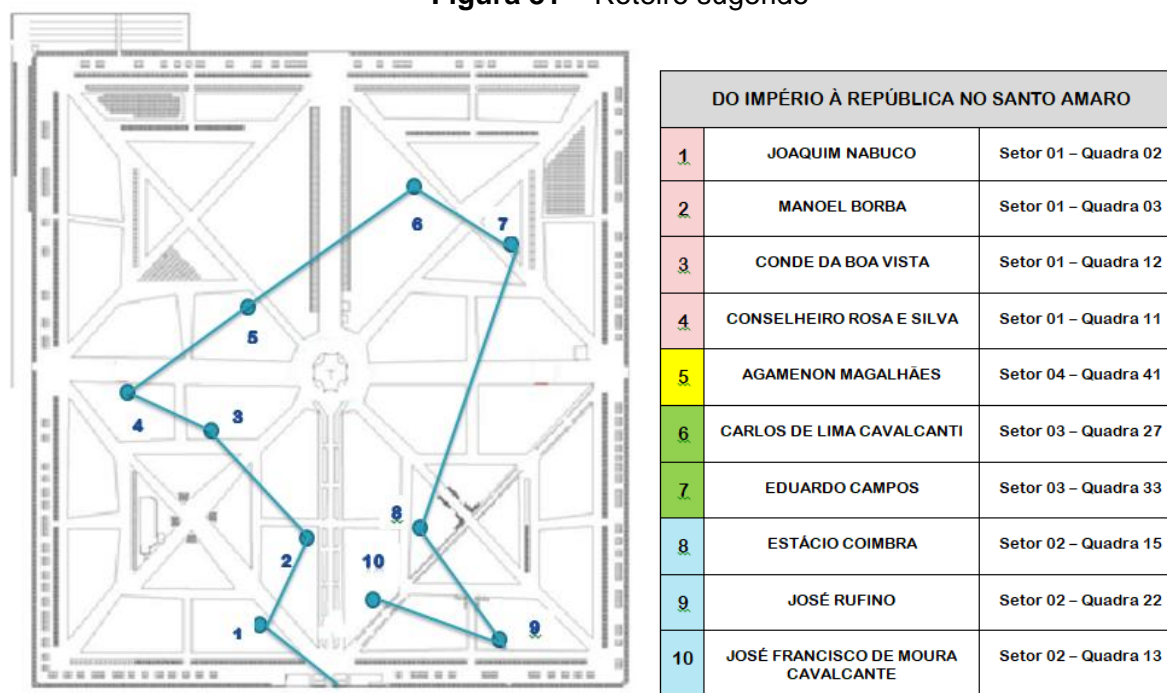 Figura 31 – Roteiro sugerido
DO IMPÉRIO À REPÚBLICA NO SANTO AMARO
1 JOAQUIM NABUCO Setor 01 – Quadra 02
2 MANOEL BORBA Setor 01 – Quadra 03
3 CONDE DA BOA VISTA Setor 01 – Quadra 12
4 CONSELHEIRO ROSA E SILVA Setor 01 – Quadra 11
5 AGAMENON MAGALHÃES Setor 04 – Quadra 41
6 CARLOS DE LIMA CAVALCANTI Setor 03 – Quadra 27
7 EDUARDO CAMPOS Setor 03 – Quadra 33
8 ESTÁCIO COIMBRA Setor 02 – Quadra 15
9 JOSÉ RUFINO Setor 02 – Quadra 22
10 JOSÉ FRANCISCO DE MOURA CAVALCANTE Setor 02 – Quadra 13
6
7
5
4
3
8
2
10
1
9